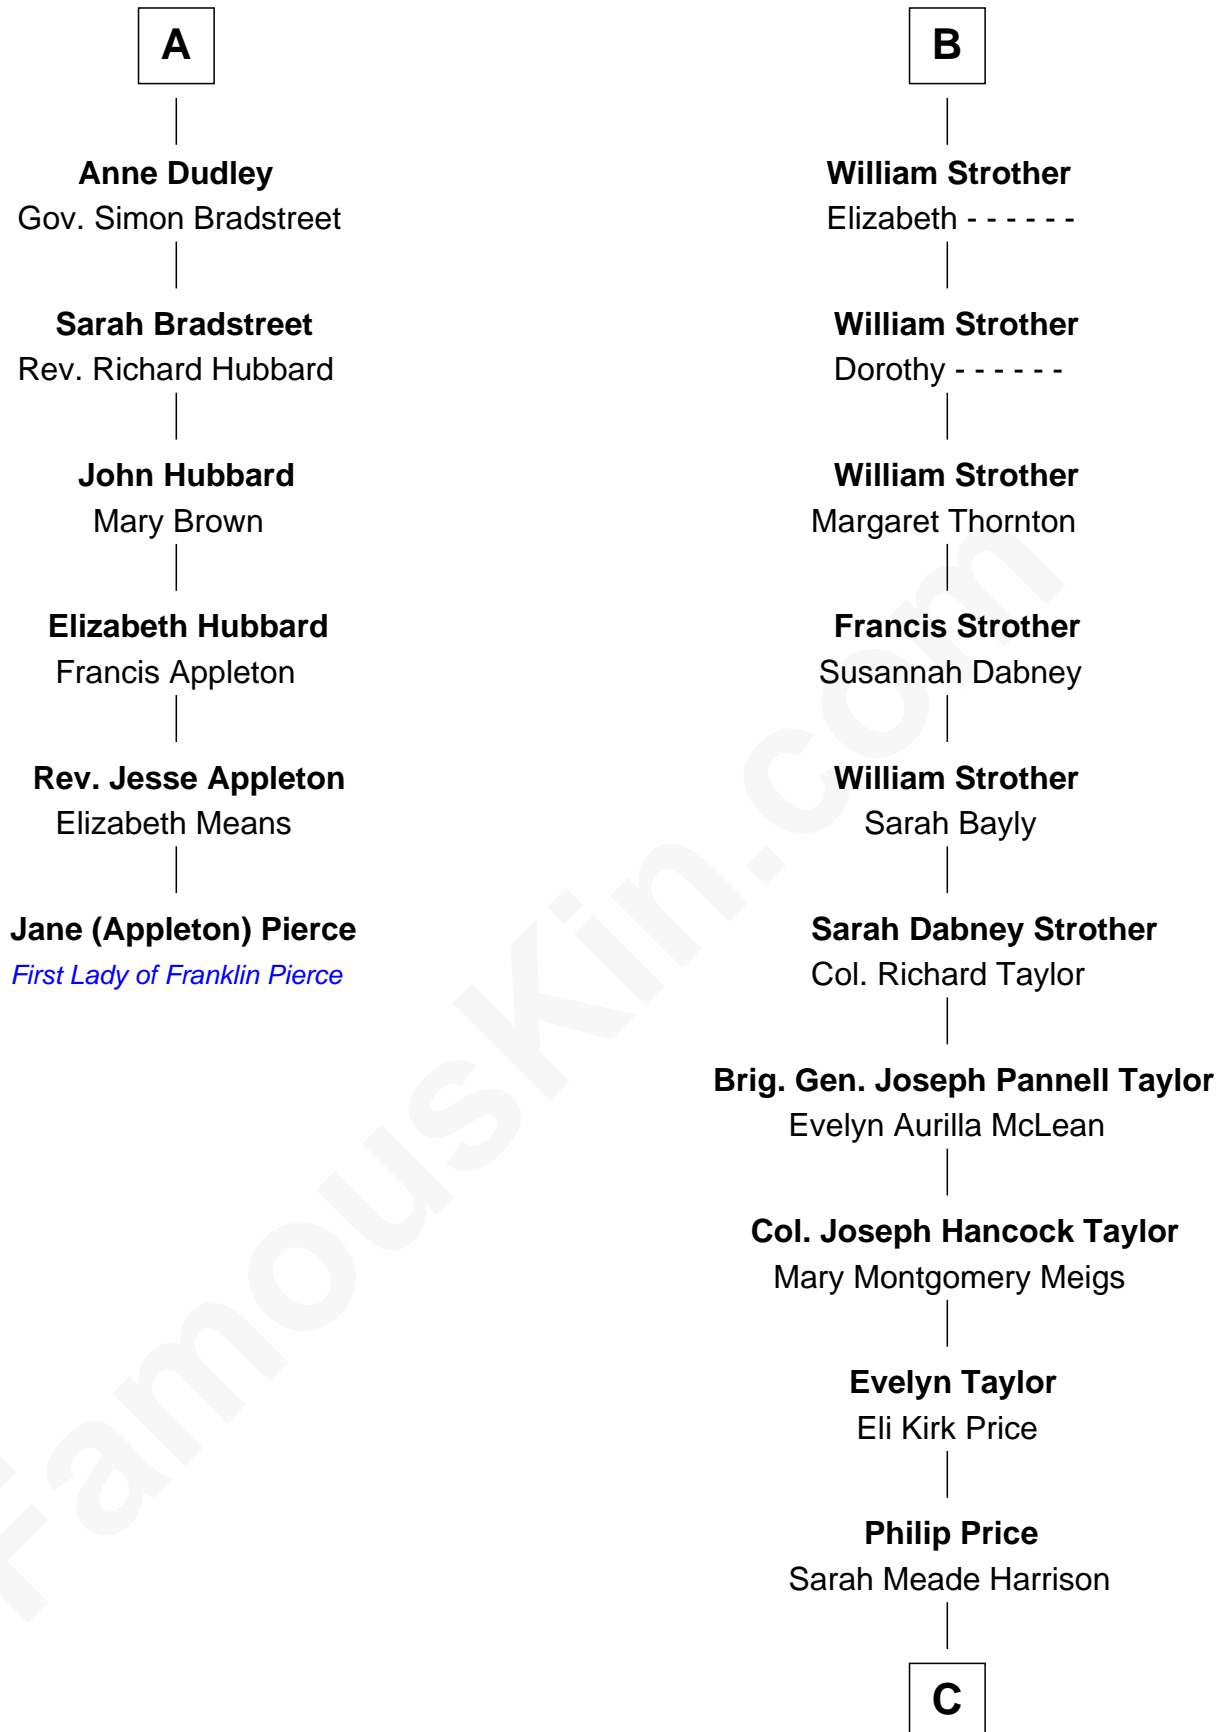 A
Anne Dudley
Gov. Simon Bradstreet
Sarah Bradstreet
Rev. Richard Hubbard
John Hubbard
Mary Brown
Elizabeth Hubbard
Francis Appleton
Rev. Jesse Appleton
Elizabeth Means
Jane (Appleton) Pierce
First Lady of Franklin Pierce
B
William Strother
Elizabeth - - - - - -
William Strother
Dorothy - - - - - -
William Strother
Margaret Thornton
Francis Strother
Susannah Dabney
William Strother
Sarah Bayly
Sarah Dabney Strother
Col. Richard Taylor
Brig. Gen. Joseph Pannell Taylor
Evelyn Aurilla McLean
Col. Joseph Hancock Taylor
Mary Montgomery Meigs
Evelyn Taylor
Eli Kirk Price
Philip Price
Sarah Meade Harrison
C
FamousKin.com